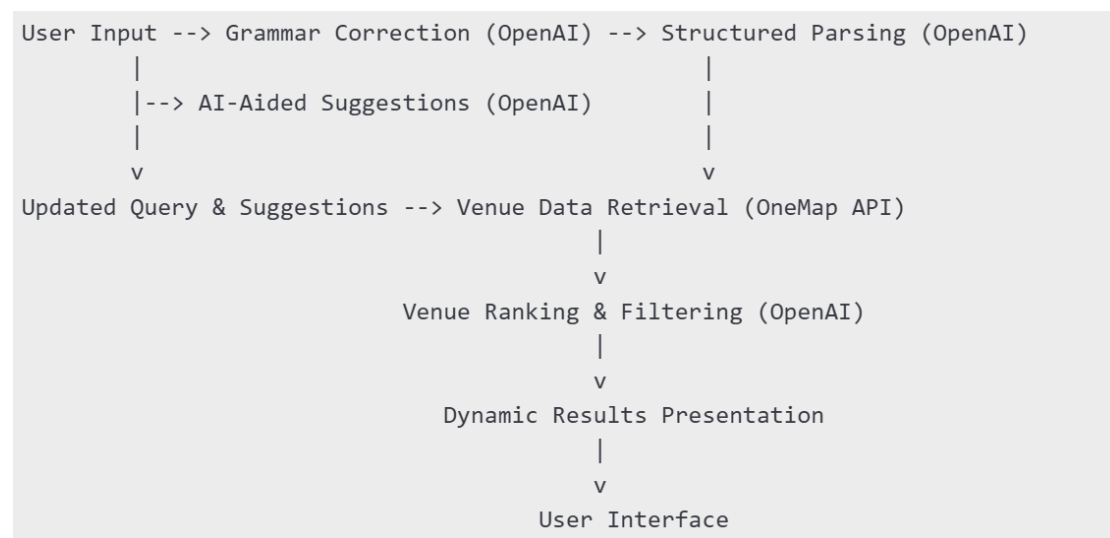 User Input --> Grammar Correction (OpenAI) --> Structured Parsing (OpenAI)
        |                                         |
        |--> AI-Aided Suggestions (OpenAI)        |
        |                                         |
        v                                         v
Updated Query & Suggestions --> Venue Data Retrieval (OneMap API)
                                          |
                                          v
                            Venue Ranking & Filtering (OpenAI)
                                          |
                                          v
                               Dynamic Results Presentation
                                          |
                                          v
                                      User Interface